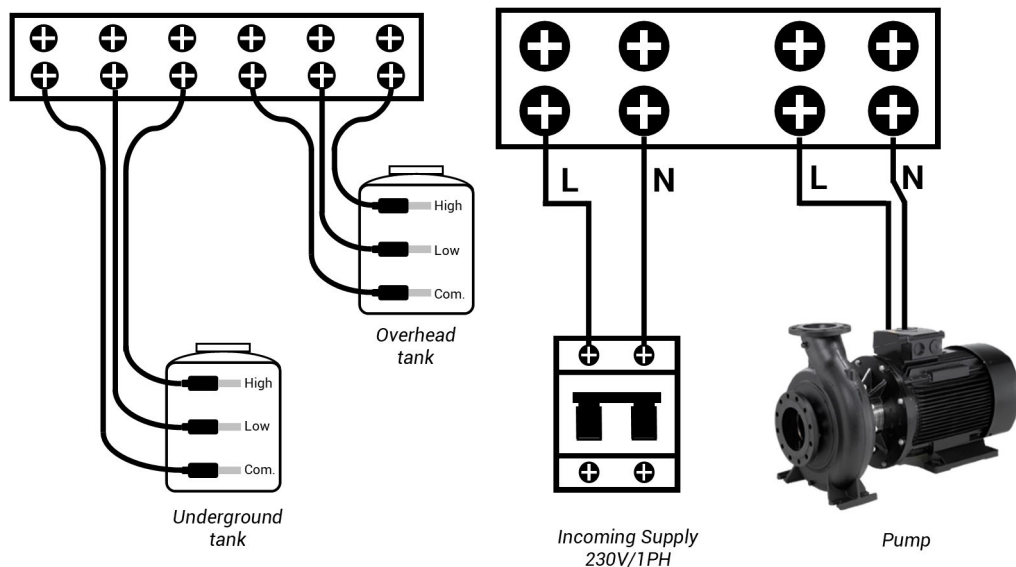 High
Low
Com.
Overhead
tank
High
Low
Com.
Underground
tank
L
N
L
N
Incoming Supply
230V/1PH
Pump